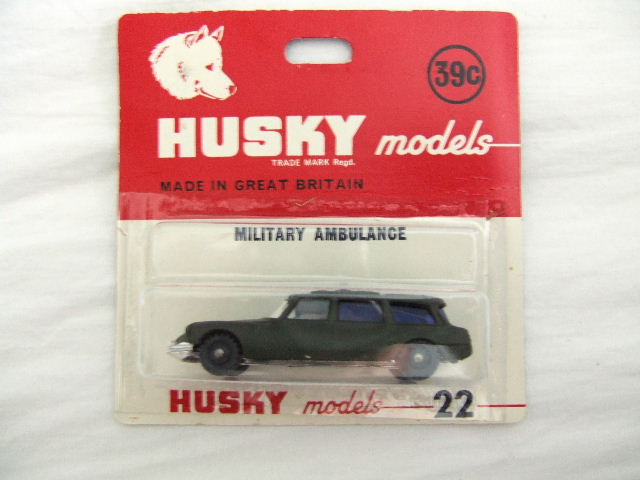 39c
HUSKY models
TRADE MARK Regd.
MADE IN GREAT BRITAIN
MILITARY AMBULANCE
HUSKY models 22